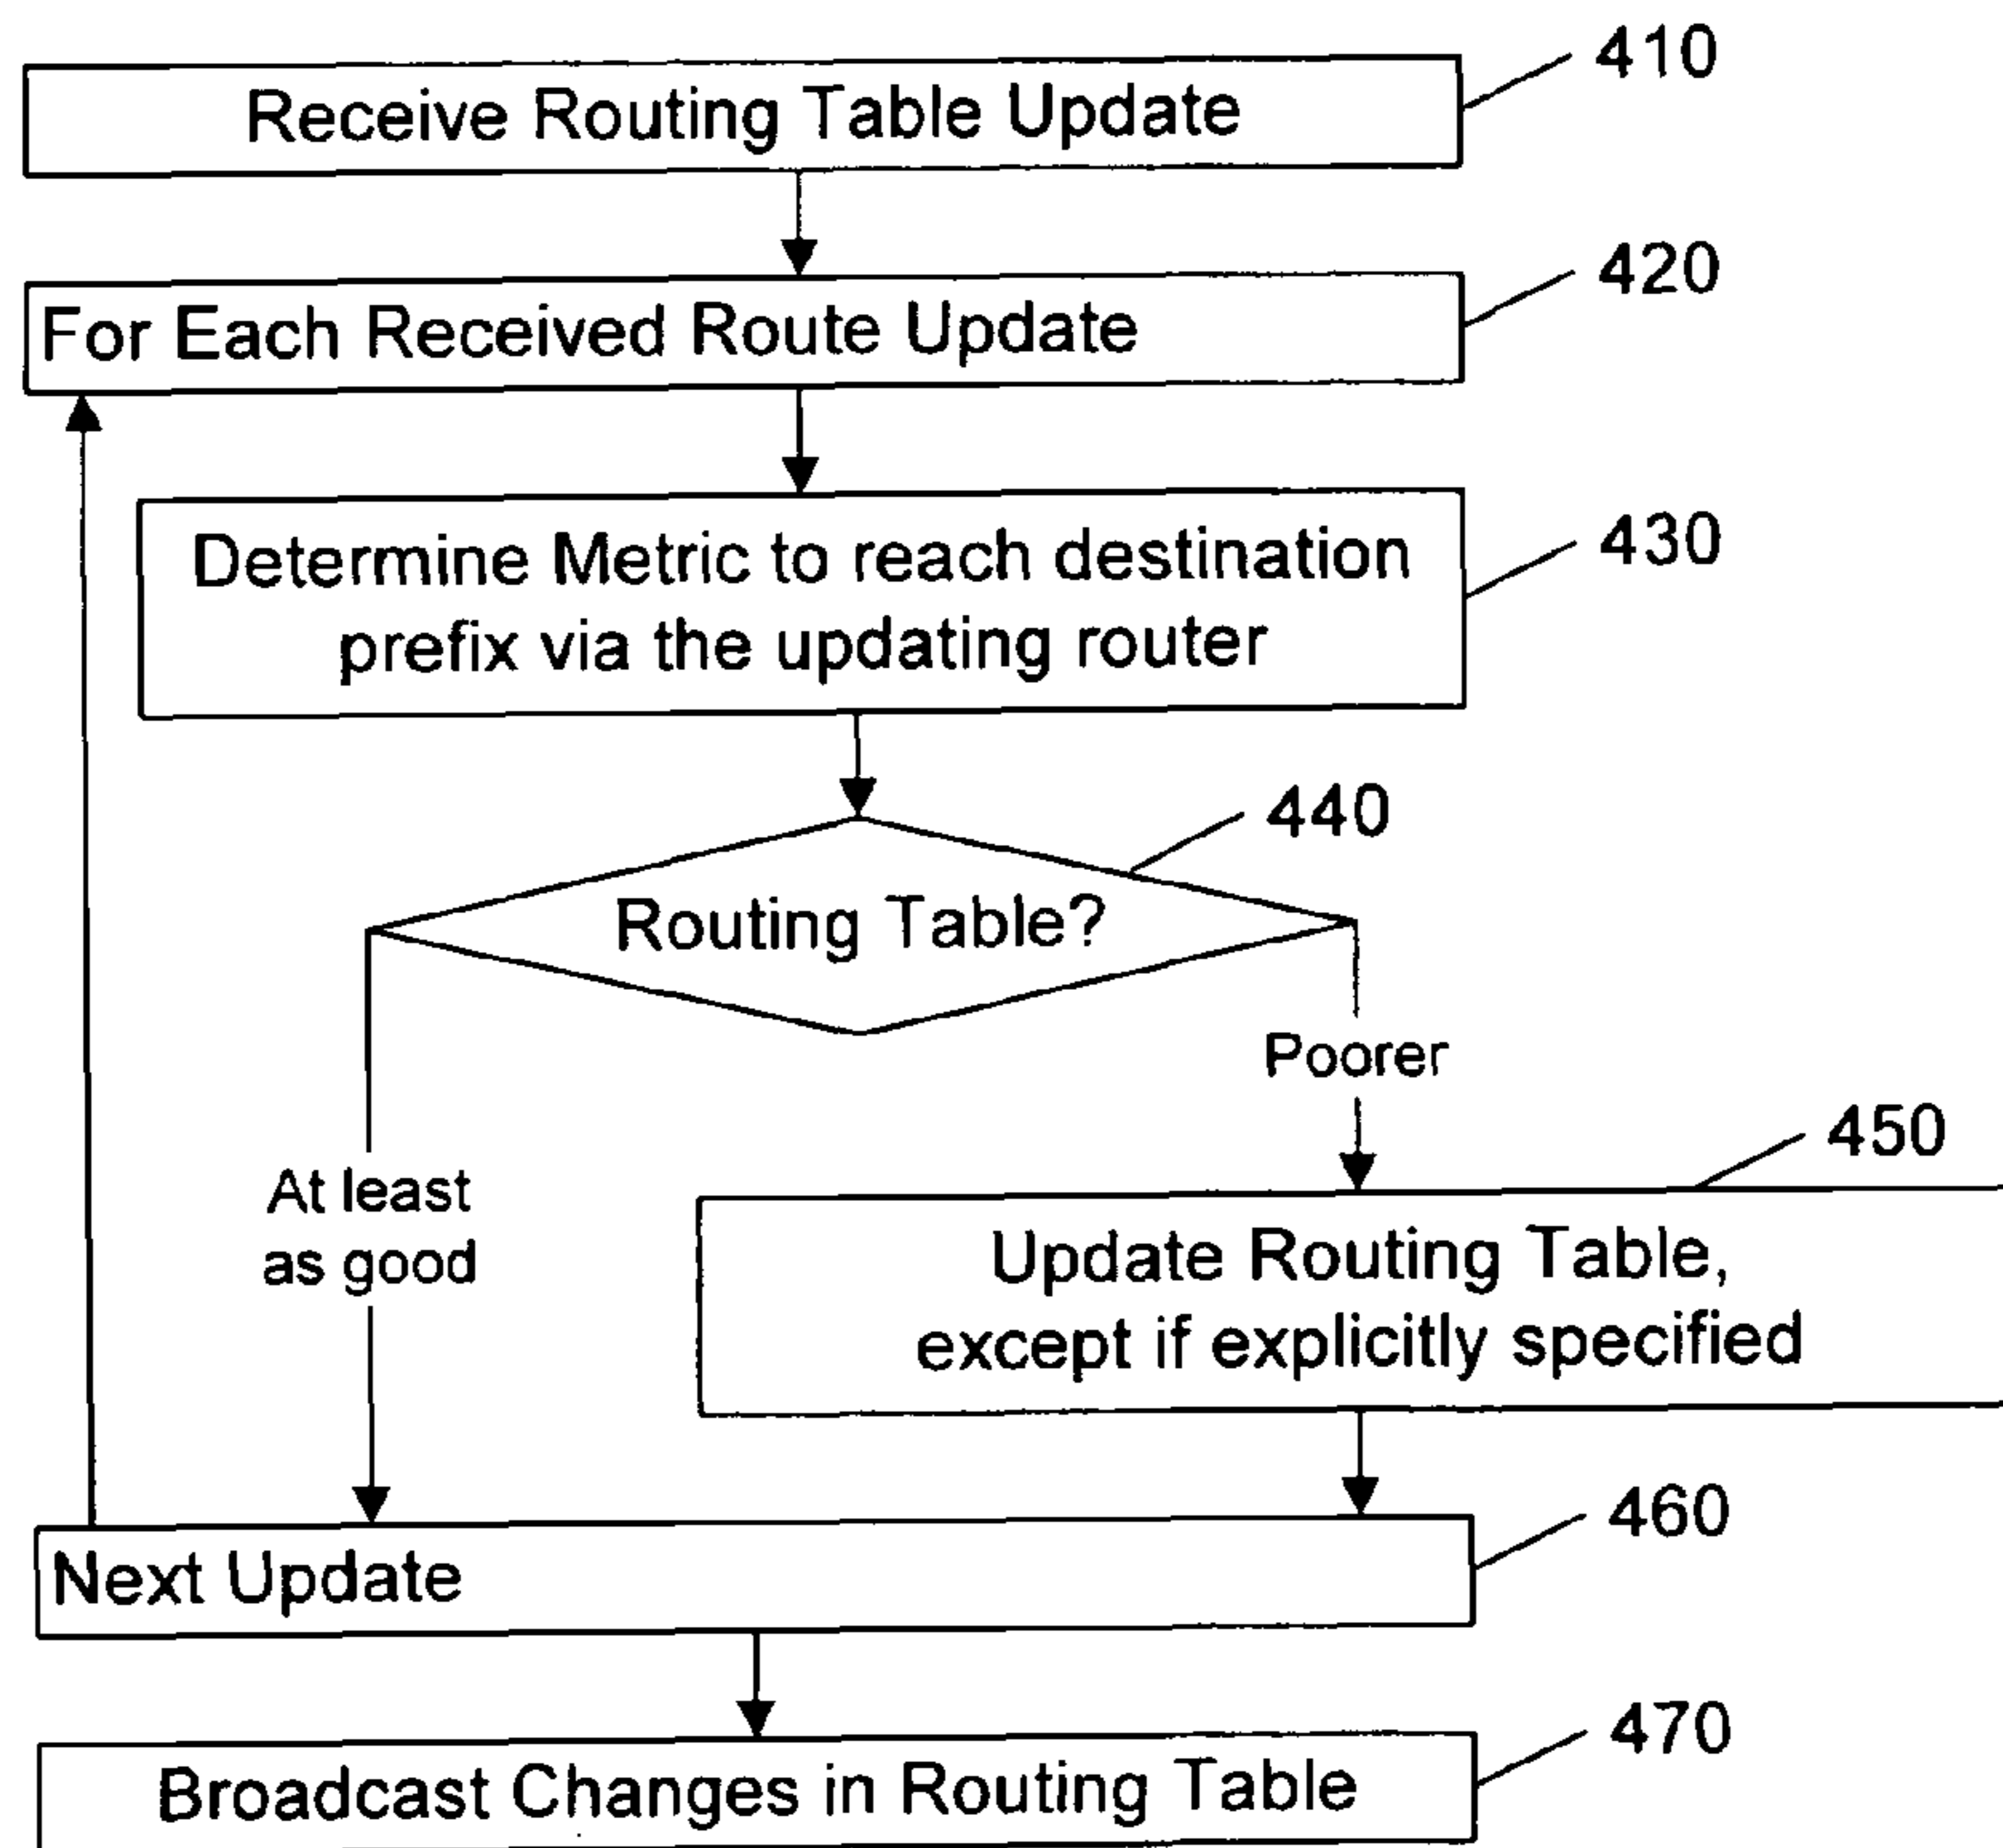 410
Receive Routing Table Update
420
For Each Received Route Update
430
Determine Metric to reach destination
prefix via the updating router
440
Routing Table?
Poorer
450
At least
as good
Update Routing Table,
except if explicitly specified
460
Next Update
470
Broadcast Changes in Routing Table